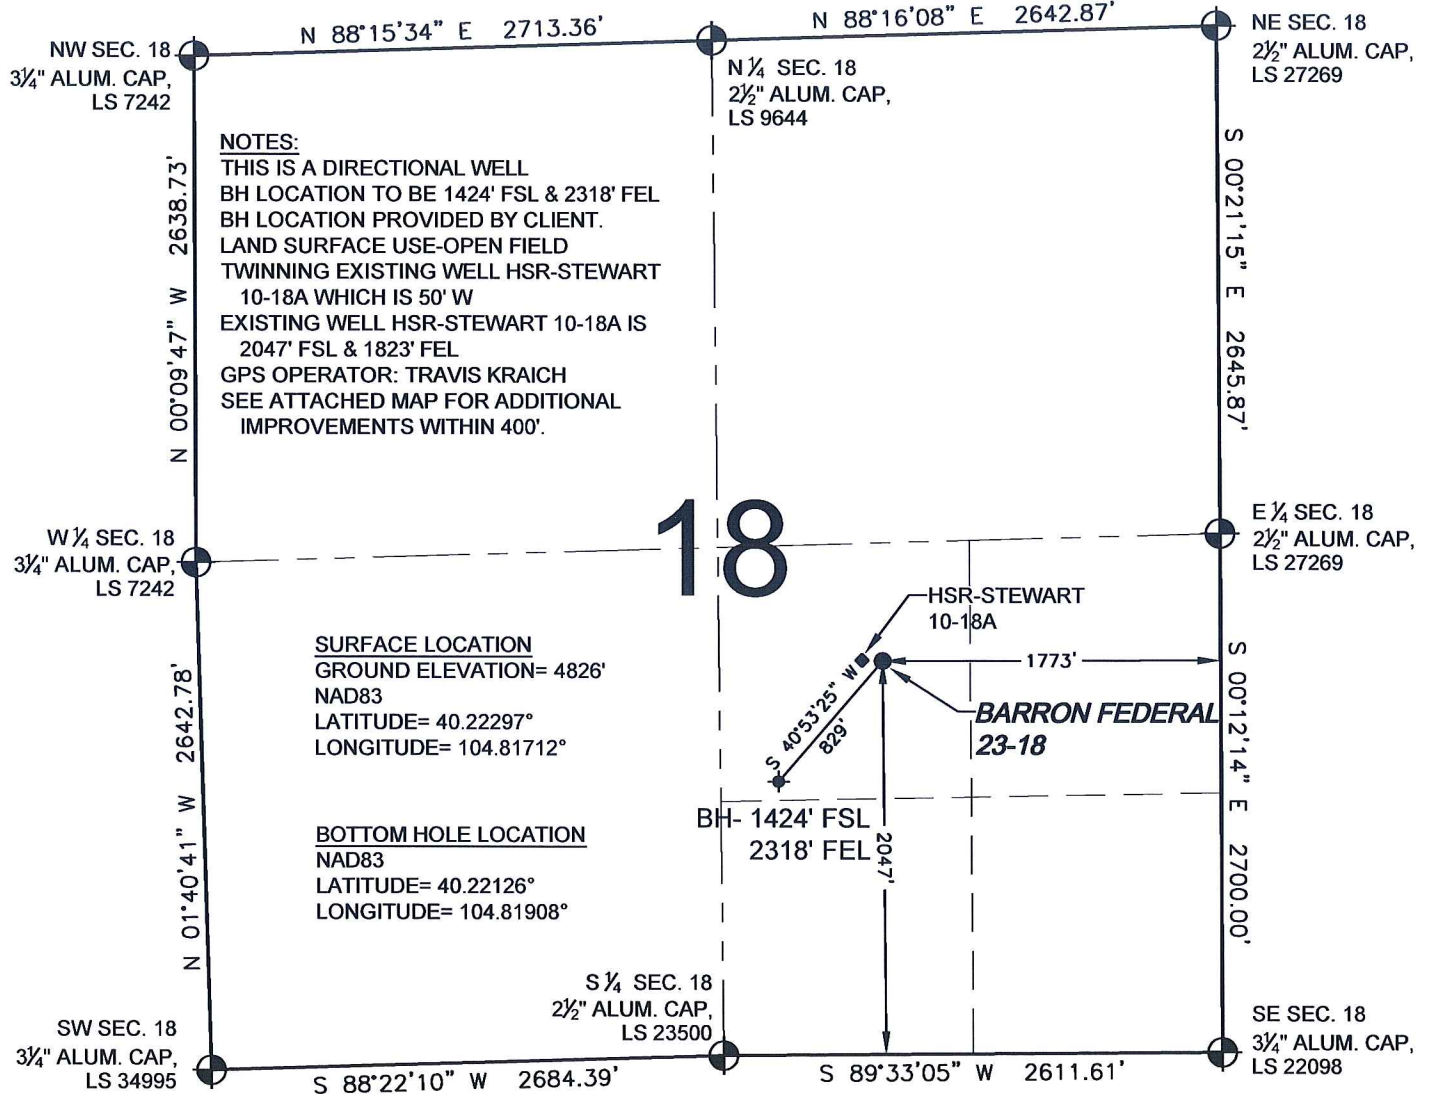 N 88°15'34" E 2713.36'
N 88°16'08" E 2642.87'
NW SEC. 18
3¼" ALUM. CAP,
LS 7242
N ¼ SEC. 18
2½" ALUM. CAP,
LS 9644
NE SEC. 18
2½" ALUM. CAP,
LS 27269
NOTES:
THIS IS A DIRECTIONAL WELL
BH LOCATION TO BE 1424' FSL & 2318' FEL
BH LOCATION PROVIDED BY CLIENT.
LAND SURFACE USE-OPEN FIELD
TWINNING EXISTING WELL HSR-STEWART
10-18A WHICH IS 50' W
EXISTING WELL HSR-STEWART 10-18A IS
2047' FSL & 1823' FEL
GPS OPERATOR: TRAVIS KRAICH
SEE ATTACHED MAP FOR ADDITIONAL
IMPROVEMENTS WITHIN 400'.
N 00°09'47" W 2638.73'
S 00°21'15" E 2645.87'
18
W ¼ SEC. 18
3¼" ALUM. CAP,
LS 7242
E ¼ SEC. 18
2½" ALUM. CAP,
LS 27269
HSR-STEWART
10-18A
1773'
S 40°53'25" W
829'
BARRON FEDERAL
23-18
SURFACE LOCATION
GROUND ELEVATION= 4826'
NAD83
LATITUDE= 40.22297°
LONGITUDE= 104.81712°
BH- 1424' FSL
2318' FEL
2047'
BOTTOM HOLE LOCATION
NAD83
LATITUDE= 40.22126°
LONGITUDE= 104.81908°
N 01°40'41" W 2642.78'
S 00°12'14" E 2700.00'
S ¼ SEC. 18
2½" ALUM. CAP,
LS 23500
SW SEC. 18
3¼" ALUM. CAP,
LS 34995
SE SEC. 18
3¼" ALUM. CAP,
LS 22098
S 88°22'10" W 2684.39'
S 89°33'05" W 2611.61'